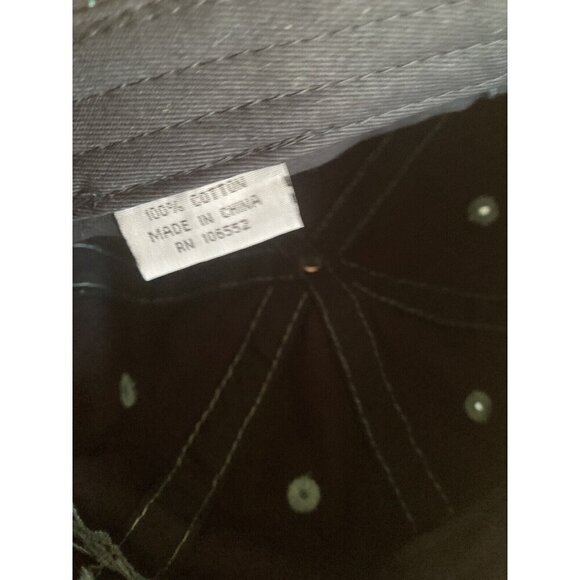 100% COTTON
MADE IN CHINA
RN 106552